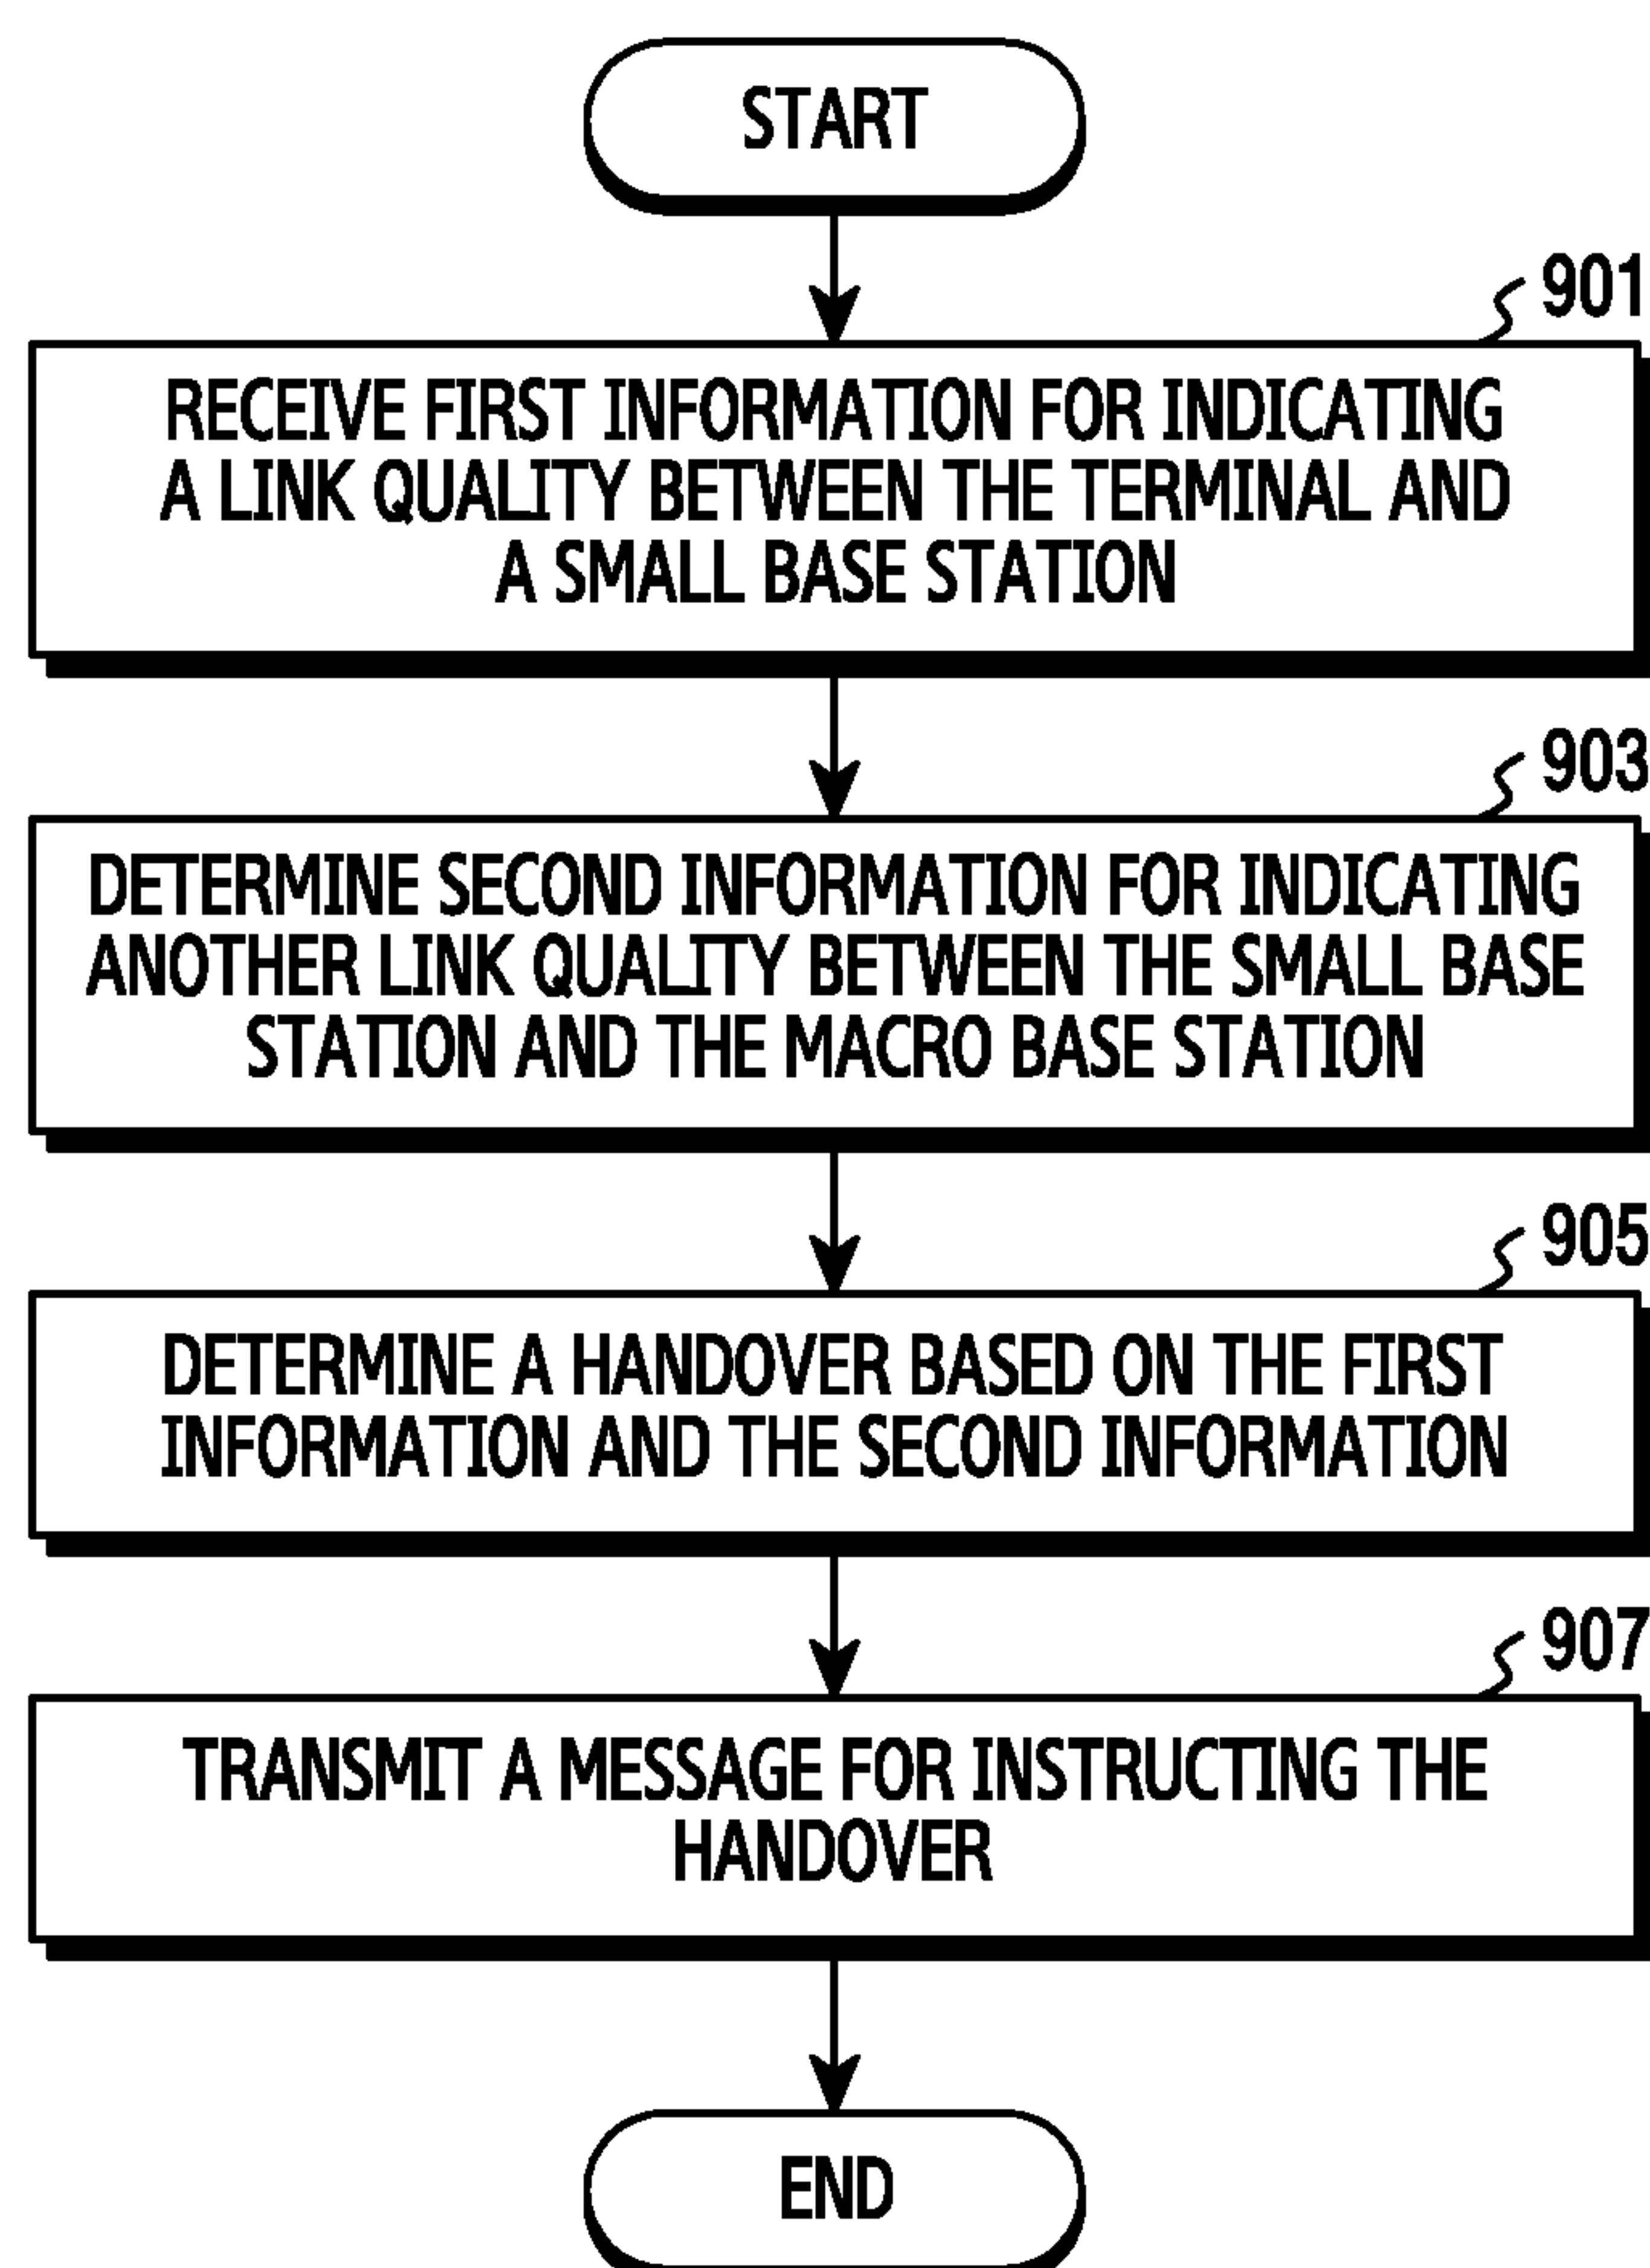 START
901
RECEIVE FIRST INFORMATION FOR INDICATING
A LINK QUALITY BETWEEN THE TERMINAL AND
A SMALL BASE STATION
903
DETERMINE SECOND INFORMATION FOR INDICATING
ANOTHER LINK QUALITY BETWEEN THE SMALL BASE
STATION AND THE MACRO BASE STATION
905
DETERMINE A HANDOVER BASED ON THE FIRST
INFORMATION AND THE SECOND INFORMATION
907
TRANSMIT A MESSAGE FOR INSTRUCTING THE
HANDOVER
END